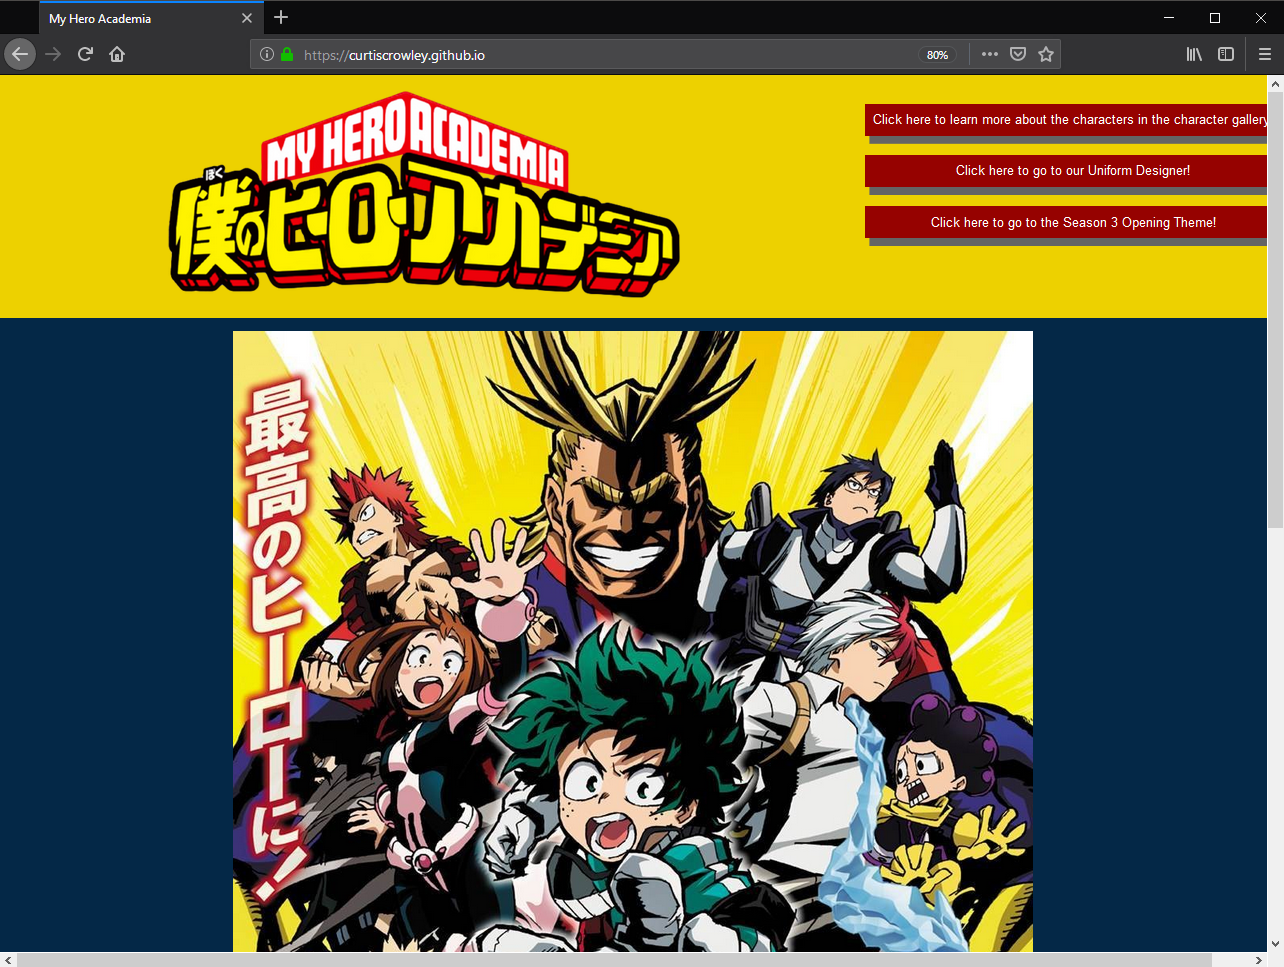 My Hero Academia
https://curtiscrowley.github.io
80%
MY HERO ACADEMIA
ぼく
僕のヒーローアカデミア
Click here to learn more about the characters in the character gallery
Click here to go to our Uniform Designer!
Click here to go to the Season 3 Opening Theme!
最高のヒーローに!